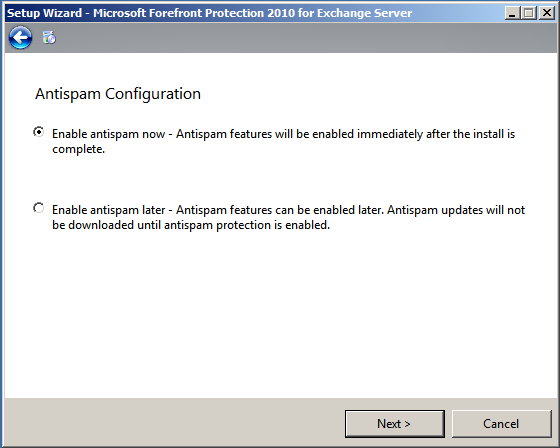 Setup Wizard - Microsoft Forefront Protection 2010 for Exchange Server
Antispam Configuration
Enable antispam now - Antispam features will be enabled immediately after the install is
complete.
Enable antispam later - Antispam features can be enabled later. Antispam updates will not
be downloaded until antispam protection is enabled.
Next >
Cancel